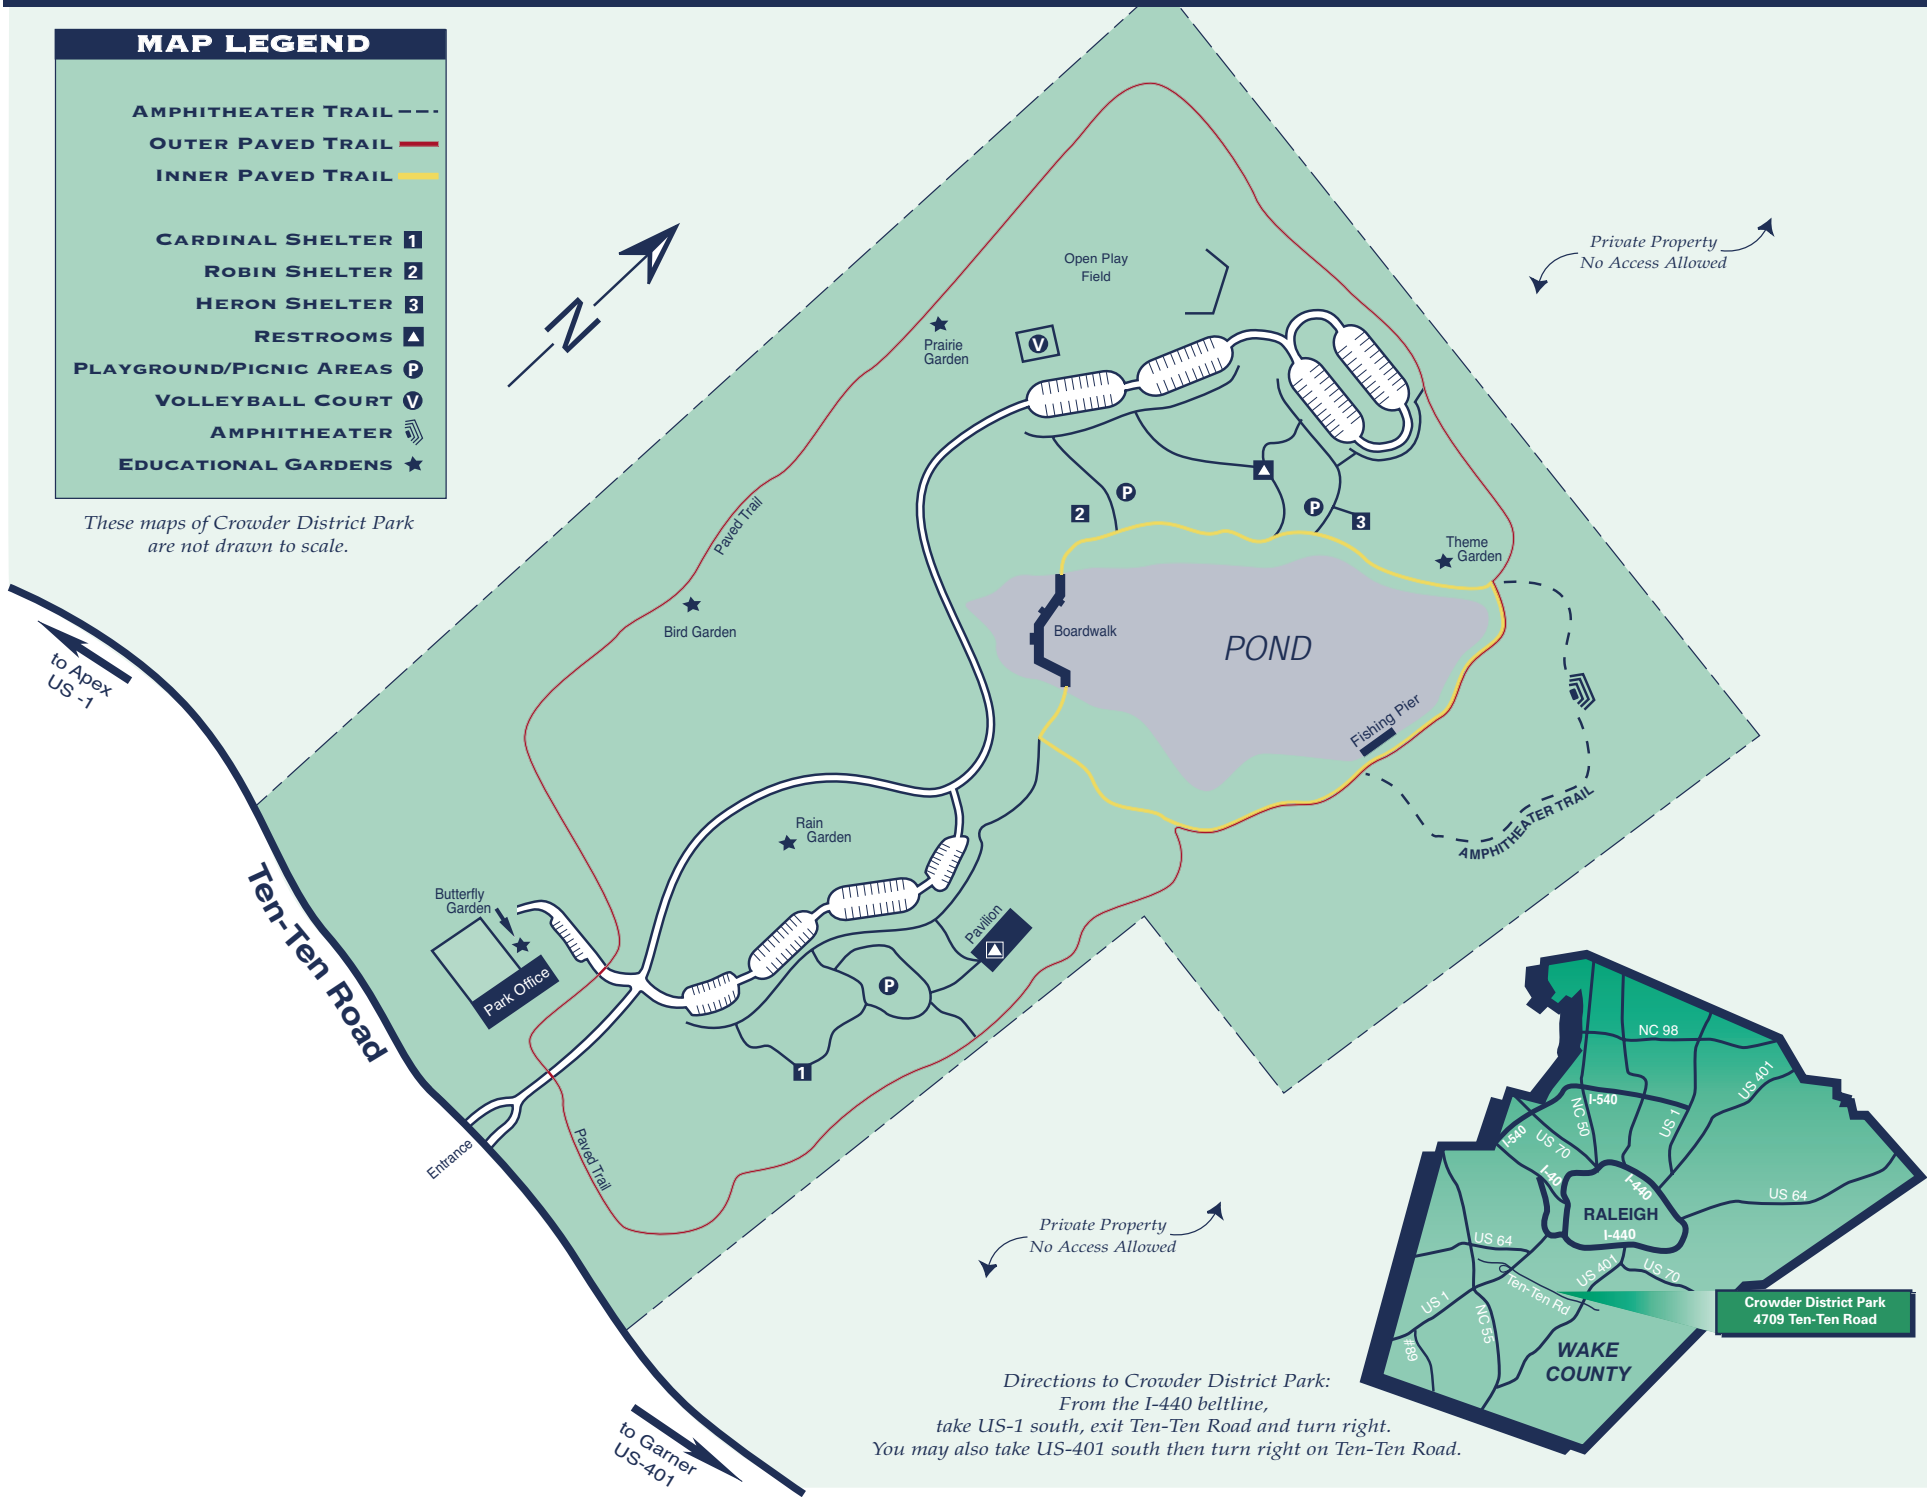 MAP LEGEND
AMPHITHEATER TRAIL
OUTER PAVED TRAIL
INNER PAVED TRAIL
CARDINAL SHELTER 1
ROBIN SHELTER 2
HERON SHELTER 3
RESTROOMS
PLAYGROUND/PICNIC AREAS P
VOLLEYBALL COURT V
AMPHITHEATER
EDUCATIONAL GARDENS
These maps of Crowder District Park
are not drawn to scale.
N
Private Property
No Access Allowed
Open Play
Field
Prairie
Garden
V
Paved Trail
P
2
P
3
Theme
Garden
Bird Garden
Boardwalk
POND
Fishing Pier
AMPHITHEATER TRAIL
to Apex
US -1
Ten-Ten Road
Rain
Garden
Butterfly
Garden
Park Office
Pavilion
P
1
Entrance
Paved Trail
Private Property
No Access Allowed
to Garner
US-401
Directions to Crowder District Park:
From the I-440 beltline,
take US-1 south, exit Ten-Ten Road and turn right.
You may also take US-401 south then turn right on Ten-Ten Road.
NC 98
US 401
I-540
NC 50
US 1
I-540
US 70
I-40
I-440
US 64
RALEIGH
I-440
US 64
US 401
US 70
Ten-Ten Rd
US 1
NC 55
#89
Crowder District Park
4709 Ten-Ten Road
WAKE
COUNTY